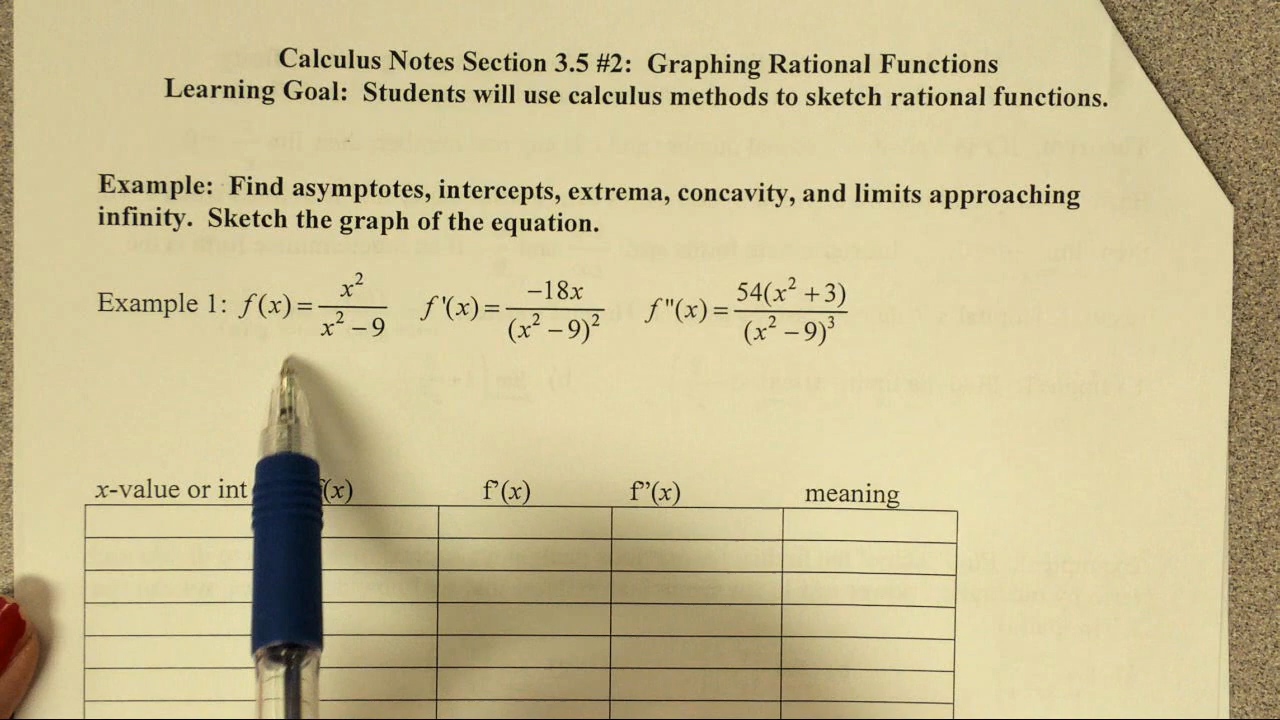 Calculus Notes Section 3.5 #2: Graphing Rational Functions
Learning Goal: Students will use calculus methods to sketch rational functions.
Example: Find asymptotes, intercepts, extrema, concavity, and limits approaching
infinity. Sketch the graph of the equation.
Example 1: f(x) = x²/(x² − 9) f'(x) = −18x/(x² − 9)² f"(x) = 54(x² + 3)/(x² − 9)³
x-value or int (x) f'(x) f"(x) meaning